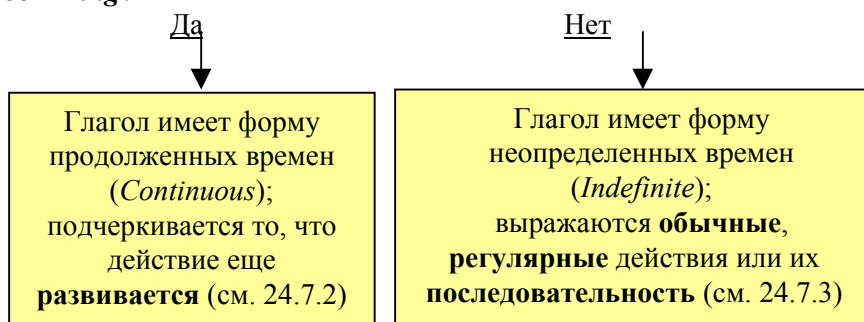 Да
Нет
Глагол имеет форму
продолженных времен
(Continuous);
подчеркивается то, что
действие еще
развивается (см. 24.7.2)
Глагол имеет форму
неопределенных времен
(Indefinite);
выражаются обычные,
регулярные действия или их
последовательность (см. 24.7.3)